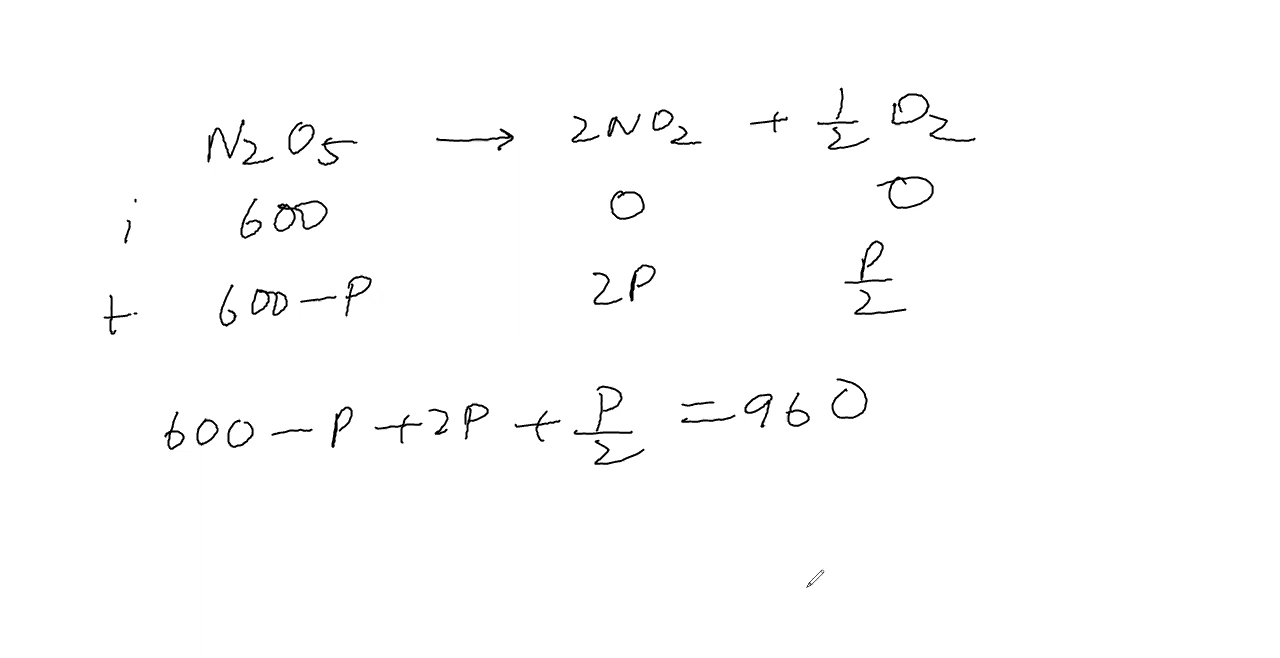 N2O5 → 2NO2 + 1/2 O2
i 600 0 0
t 600-P 2P P/2
600-P+2P+P/2=960